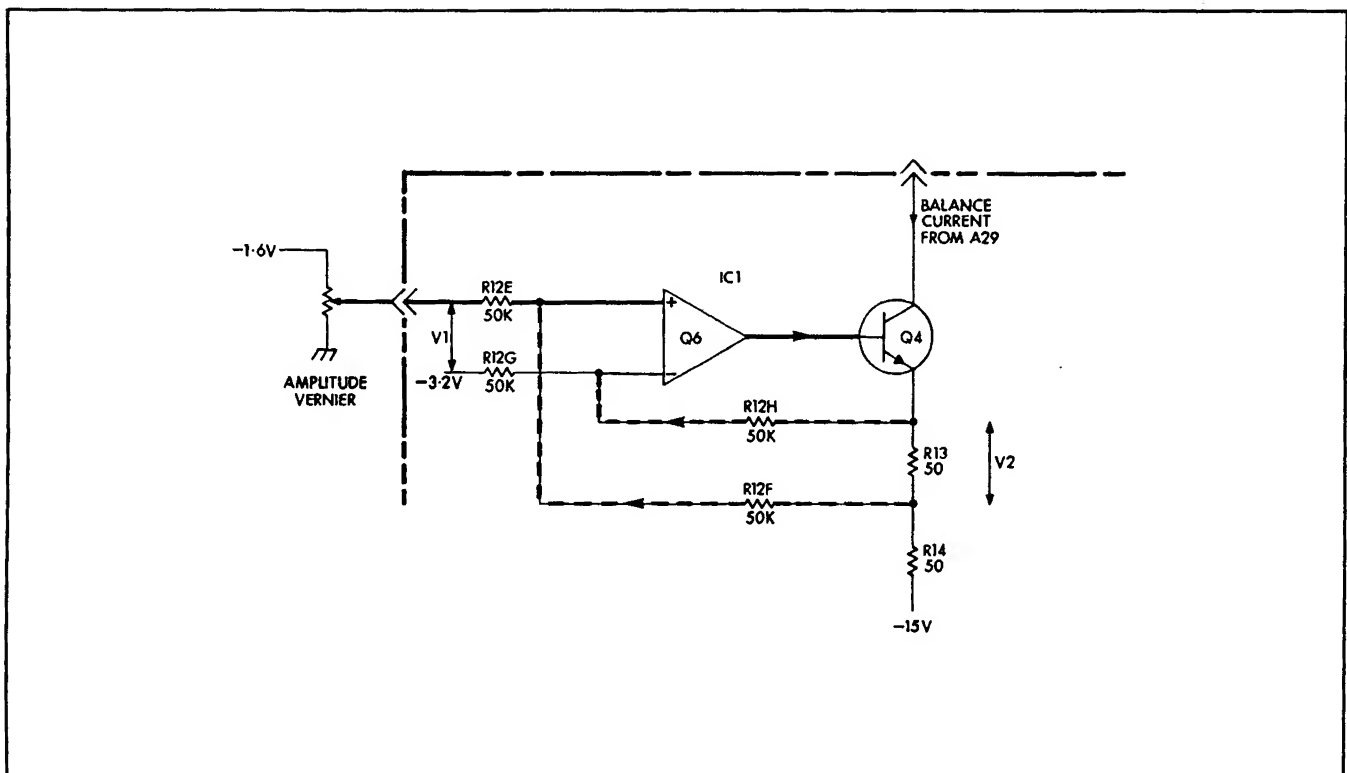 BALANCE
CURRENT
FROM A29
-1·6V
IC1
R12E
50K
+
Q6
Q4
V1
R12G
50K
-3·2V
−
AMPLITUDE
VERNIER
R12H
50K
R13
50
V2
R12F
50K
R14
50
-15V